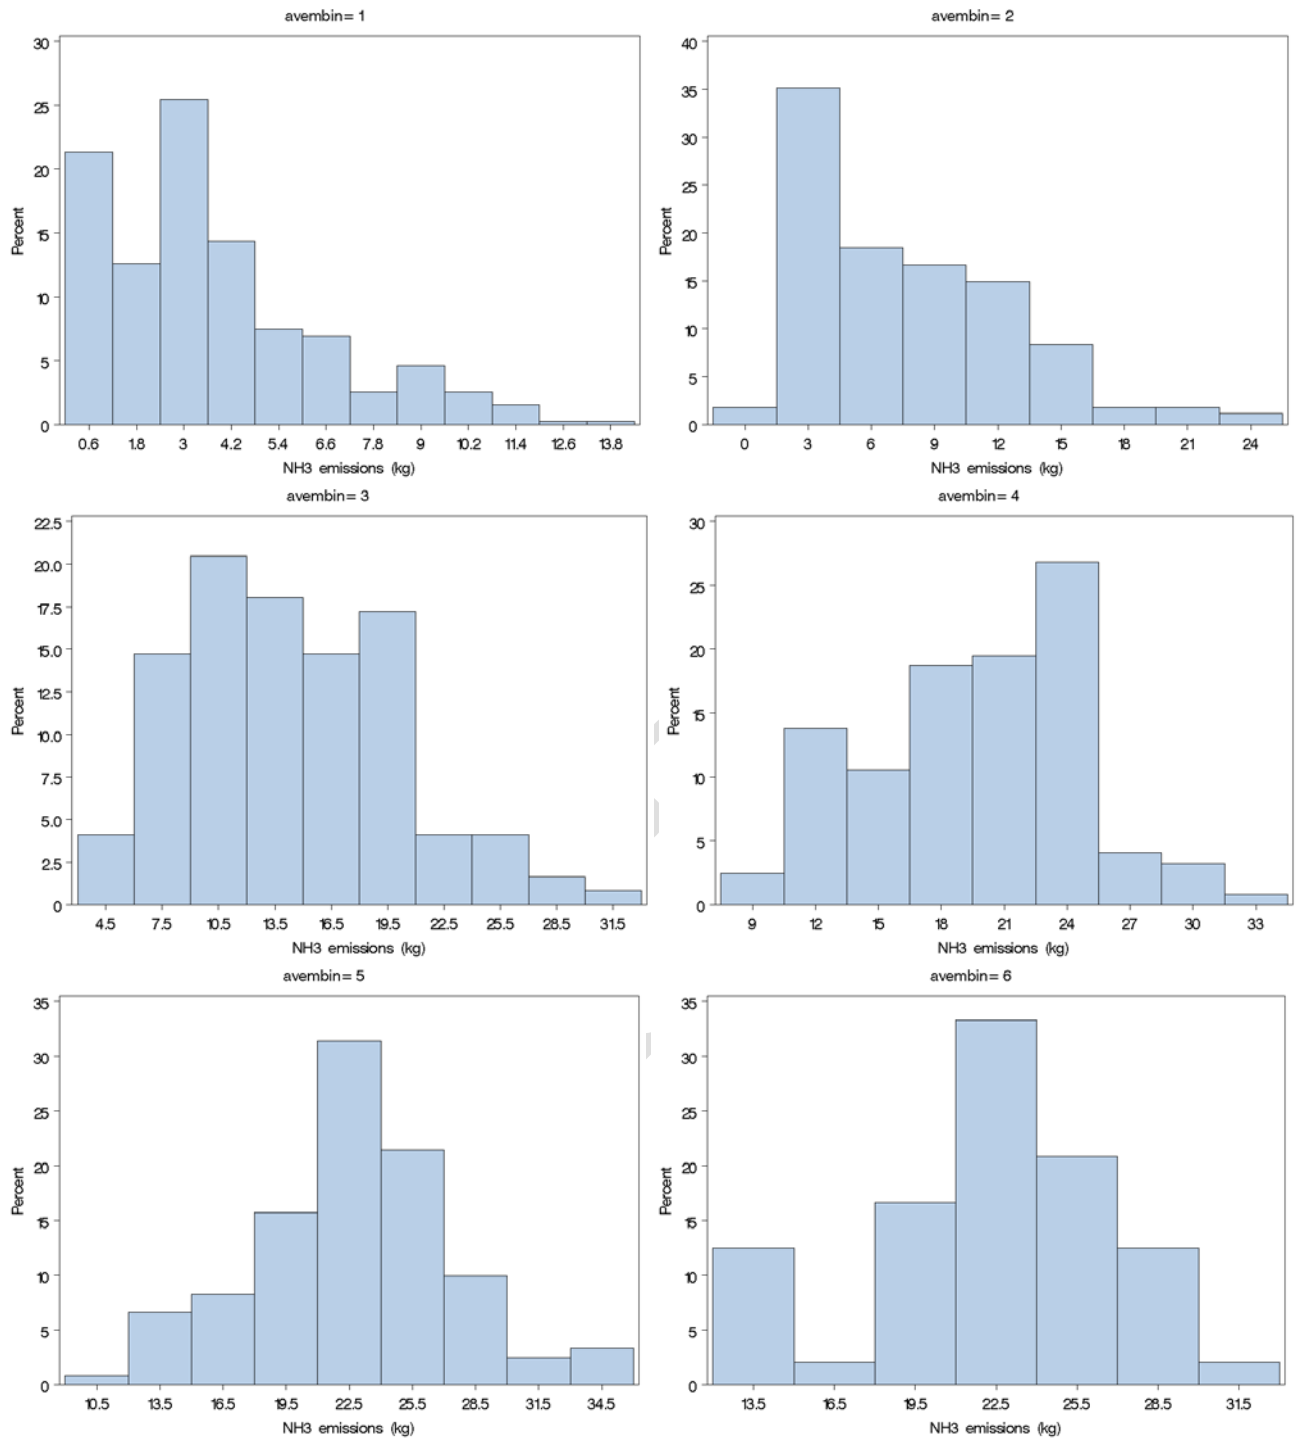 avembin= 1
30
25
20
15
10
5
0
Percent
0.6 1.8 3 4.2 5.4 6.6 7.8 9 10.2 11.4 12.6 13.8
NH3 emissions (kg)
avembin= 2
40
35
30
25
20
15
10
5
0
Percent
0 3 6 9 12 15 18 21 24
NH3 emissions (kg)
avembin= 3
22.5
20.0
17.5
15.0
12.5
10.0
7.5
5.0
2.5
0
Percent
4.5 7.5 10.5 13.5 16.5 19.5 22.5 25.5 28.5 31.5
NH3 emissions (kg)
avembin= 4
30
25
20
15
10
5
0
Percent
9 12 15 18 21 24 27 30 33
NH3 emissions (kg)
avembin= 5
35
30
25
20
15
10
5
0
Percent
10.5 13.5 16.5 19.5 22.5 25.5 28.5 31.5 34.5
NH3 emissions (kg)
avembin= 6
35
30
25
20
15
10
5
0
Percent
13.5 16.5 19.5 22.5 25.5 28.5 31.5
NH3 emissions (kg)